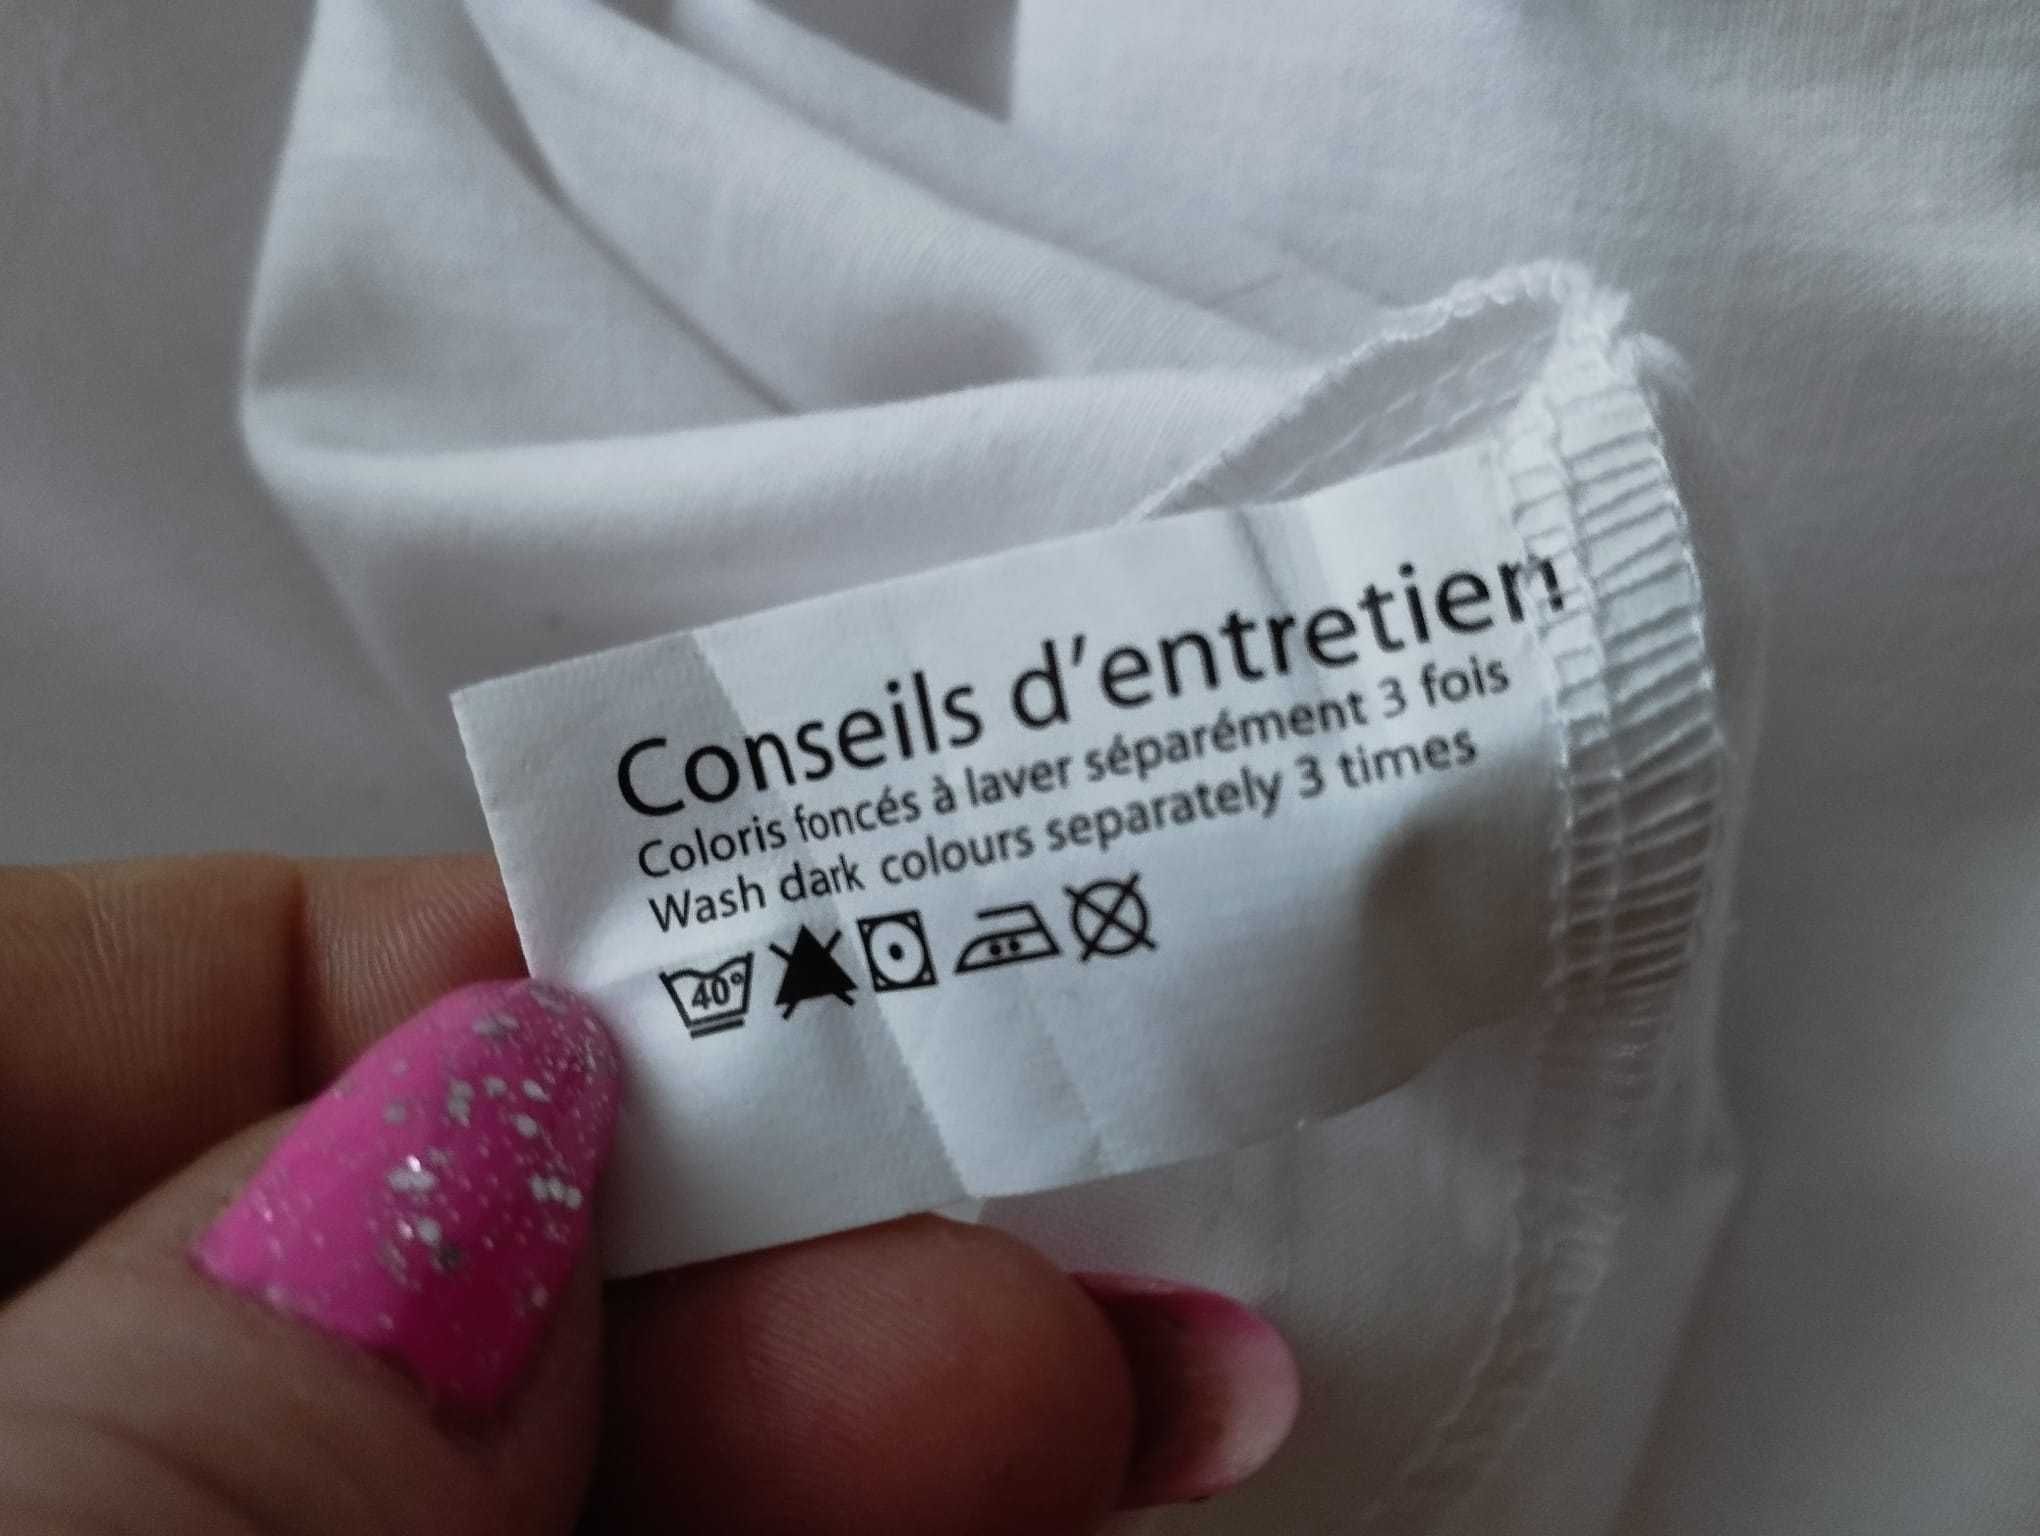 Conseils d'entretien!
Coloris foncés à laver séparément 3 fois
Wash dark colours separately 3 times
40°